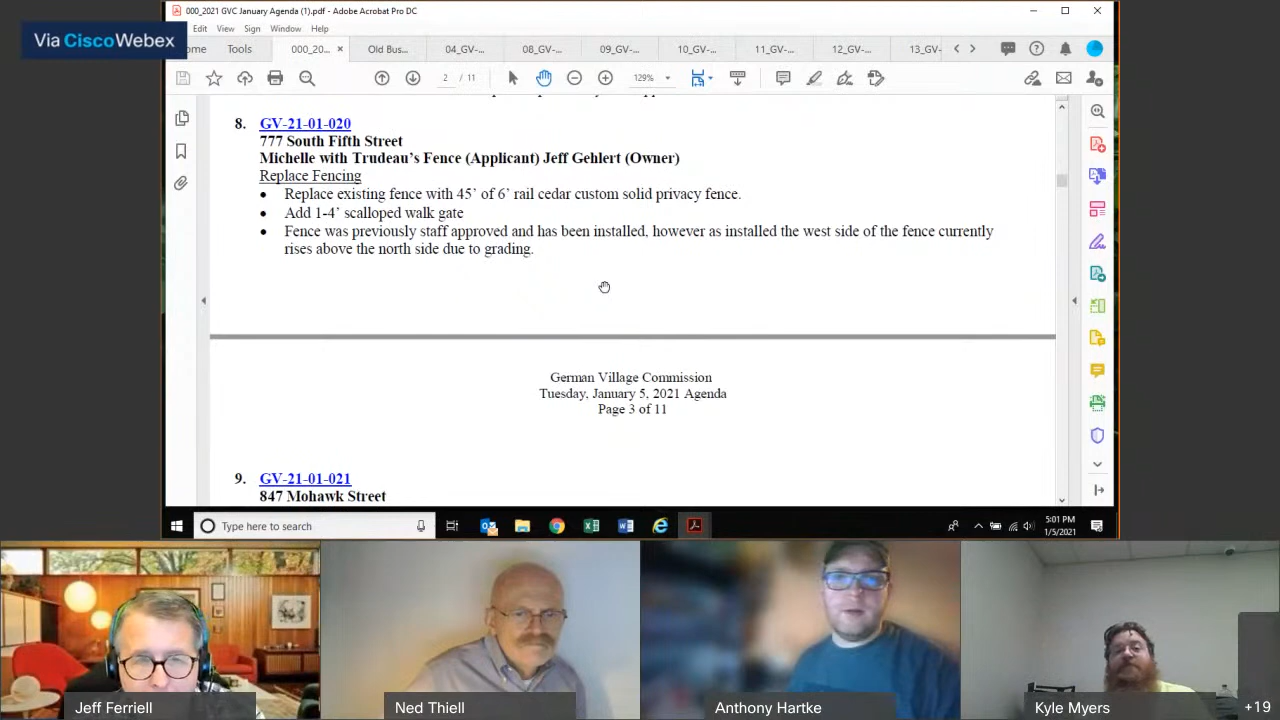 000_2021 GVC January Agenda (1).pdf - Adobe Acrobat Pro DC
Via CiscoWebex
Edit View Sign Window Help
ome Tools 000_20... × Old Bas... 04_GV-... 08_GV-... 09_GV-... 10_GV-... 11_GV-... 12_GV-... 13_GV-
2 / 11 129%
8. GV-21-01-020
777 South Fifth Street
Michelle with Trudeau’s Fence (Applicant) Jeff Gehlert (Owner)
Replace Fencing
• Replace existing fence with 45’ of 6’ rail cedar custom solid privacy fence.
• Add 1-4’ scalloped walk gate
• Fence was previously staff approved and has been installed, however as installed the west side of the fence currently
rises above the north side due to grading.
German Village Commission
Tuesday, January 5, 2021 Agenda
Page 3 of 11
9. GV-21-01-021
847 Mohawk Street
Type here to search
5:01 PM
1/5/2021
Jeff Ferriell Ned Thiell Anthony Hartke Kyle Myers +19